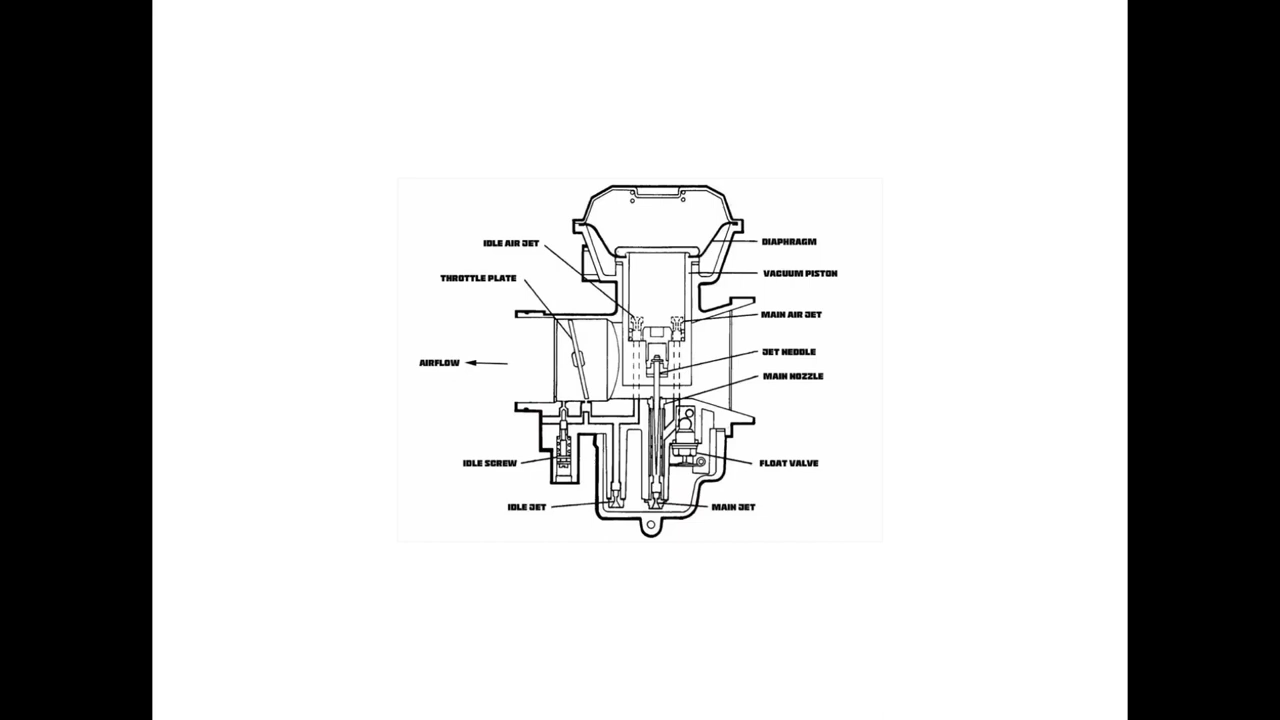 IDLE AIR JET
DIAPHRAGM
THROTTLE PLATE
VACUUM PISTON
MAIN AIR JET
JET NEDDLE
AIRFLOW
MAIN NOZZLE
IDLE SCREW
FLOAT VALVE
IDLE JET
MAIN JET